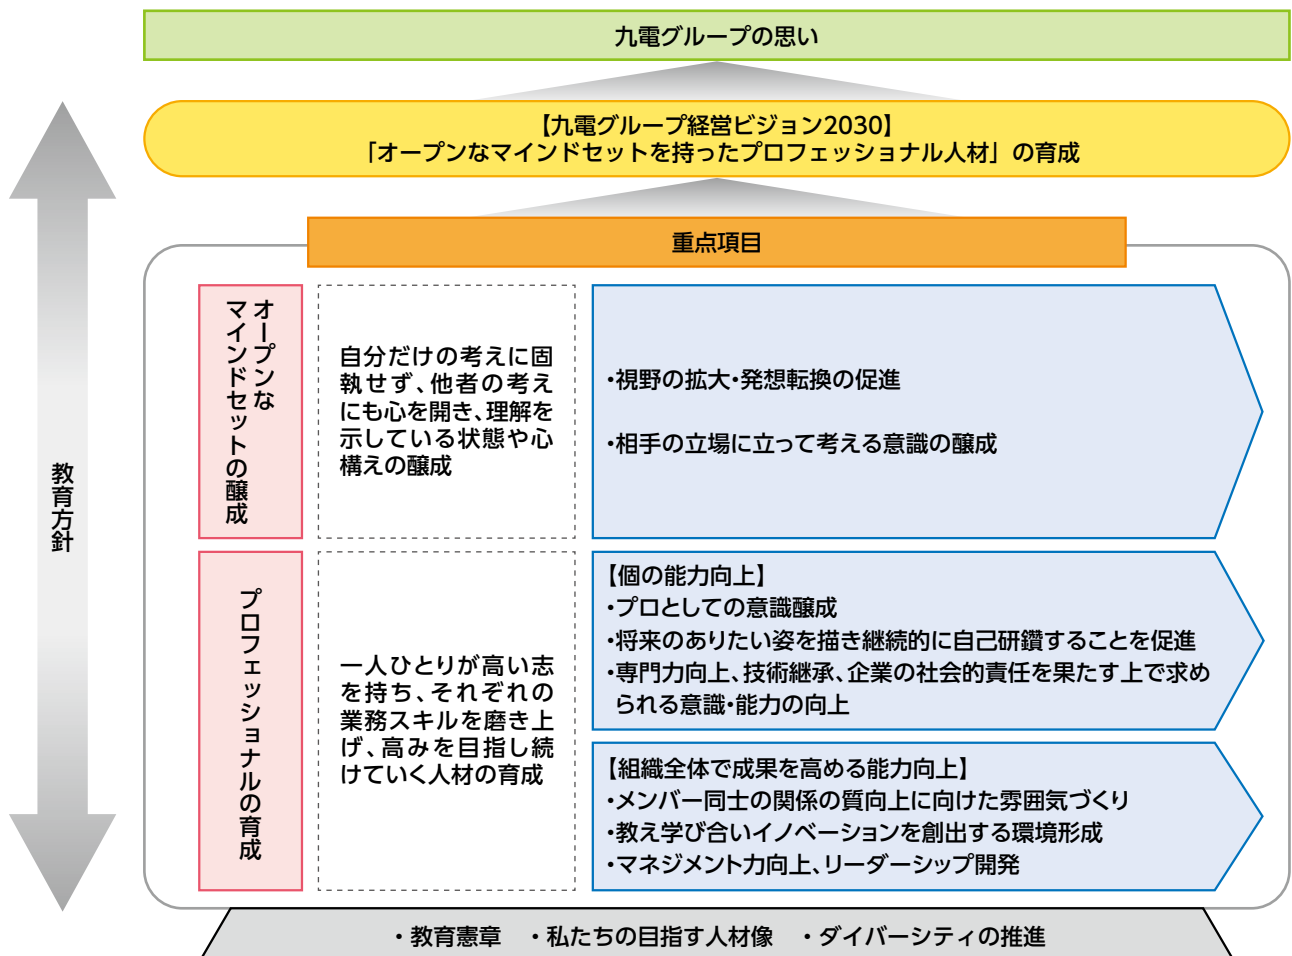 九電グループの思い
【九電グループ経営ビジョン2030】
「オープンなマインドセットを持ったプロフェッショナル人材」の育成
重点項目
教育方針
オープンな
マインドセットの醸成
自分だけの考えに固
執せず、他者の考え
にも心を開き、理解を
示している状態や心
構えの醸成
・視野の拡大・発想転換の促進
・相手の立場に立って考える意識の醸成
プロフェッショナルの育成
一人ひとりが高い志
を持ち、それぞれの
業務スキルを磨き上
げ、高みを目指し続
けていく人材の育成
【個の能力向上】
・プロとしての意識醸成
・将来のありたい姿を描き継続的に自己研鑽することを促進
・専門力向上、技術継承、企業の社会的責任を果たす上で求め
られる意識・能力の向上
【組織全体で成果を高める能力向上】
・メンバー同士の関係の質向上に向けた雰囲気づくり
・教え学び合いイノベーションを創出する環境形成
・マネジメント力向上、リーダーシップ開発
・教育憲章　・私たちの目指す人材像　・ダイバーシティの推進